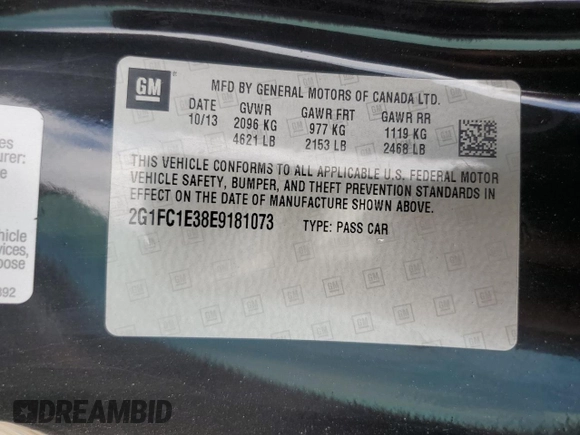 GM
MFD BY GENERAL MOTORS OF CANADA LTD.
DATE GVWR GAWR FRT GAWR RR
10/13 2096 KG 977 KG 1119 KG
4621 LB 2153 LB 2468 LB
THIS VEHICLE CONFORMS TO ALL APPLICABLE U.S. FEDERAL MOTOR
VEHICLE SAFETY, BUMPER, AND THEFT PREVENTION STANDARDS IN
EFFECT ON THE DATE OF MANUFACTURE SHOWN ABOVE.
2G1FC1E38E9181073 TYPE: PASS CAR
DREAMBID